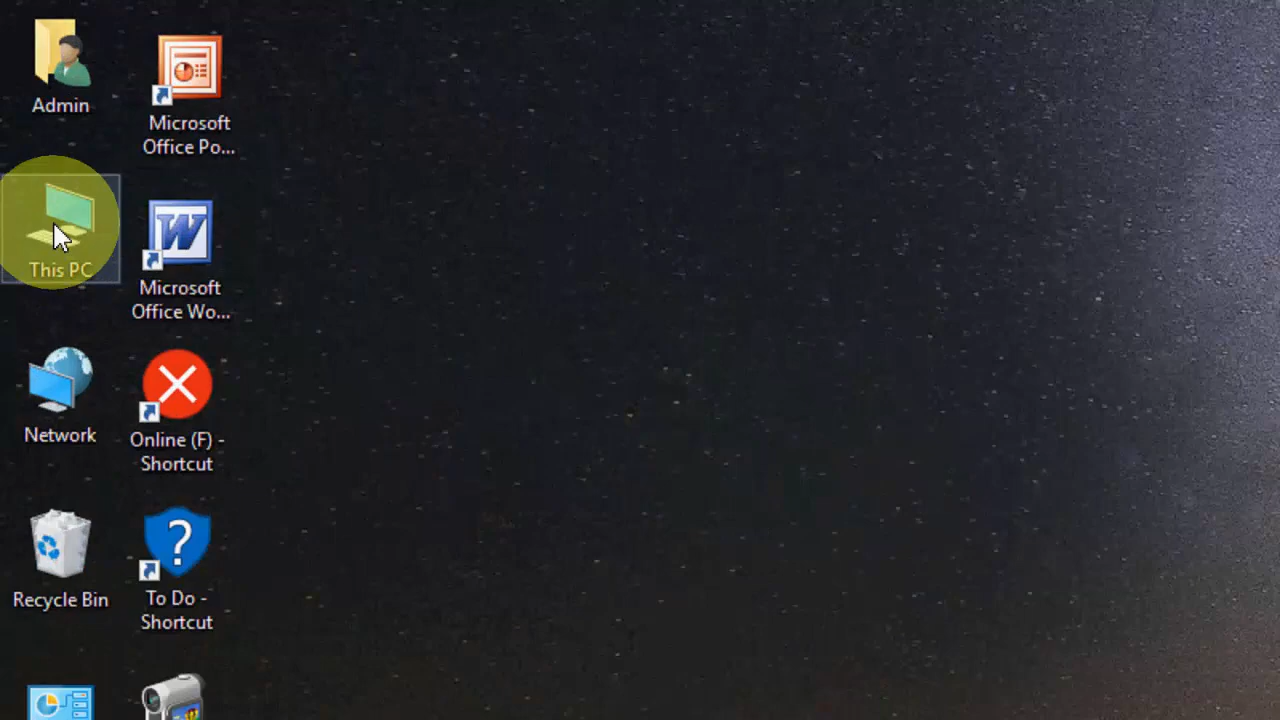 Admin
Microsoft
Office Po...
This PC
W
Microsoft
Office Wo...
Network
Online (F) -
Shortcut
?
Recycle Bin
To Do -
Shortcut